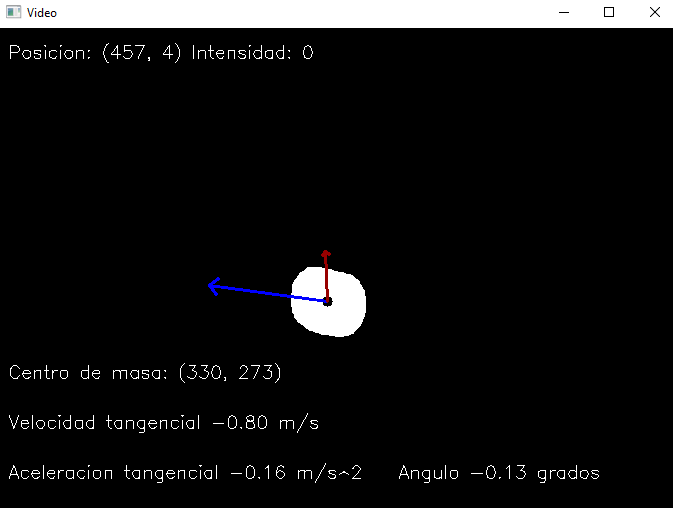 Video
Posicion: (457, 4) Intensidad: 0
Centro de masa: (330, 273)
Velocidad tangencial -0.80 m/s
Aceleracion tangencial -0.16 m/s^2 Angulo -0.13 grados